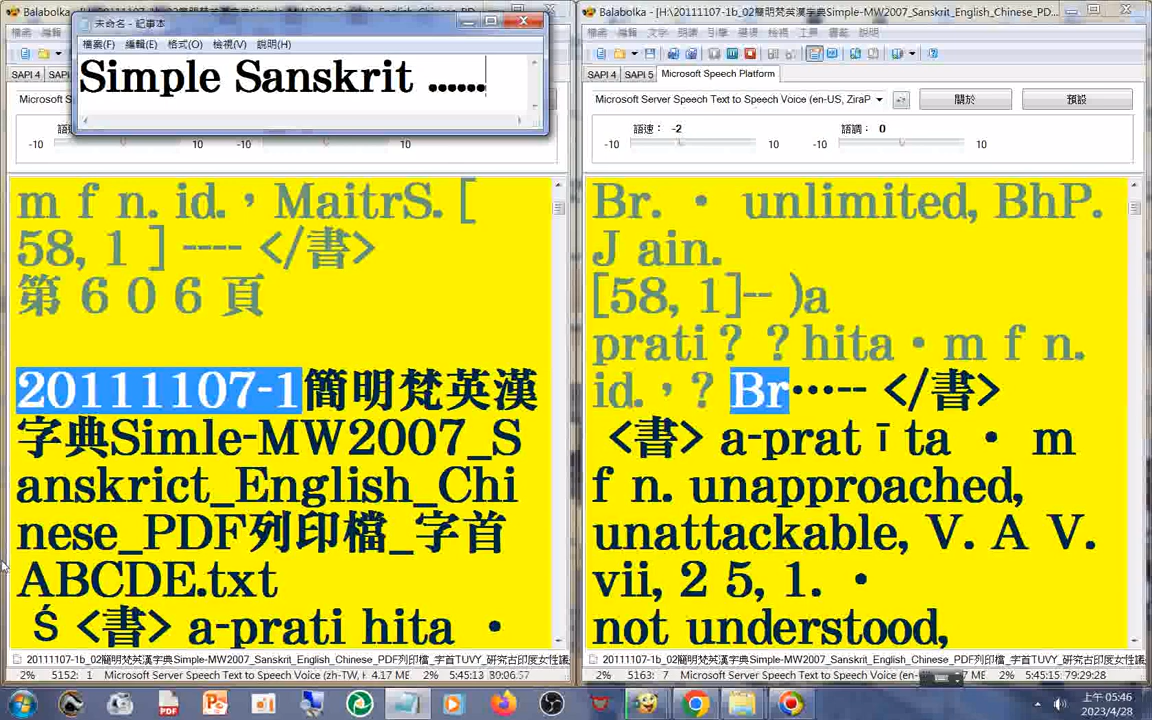 Balabolka
Balabolka - [H:\20111107-1b_02簡明梵英漢字典Simple-MW2007_Sanskrit_English_Chinese_PD...
未命名 - 記事本
檔案(F) 編輯(E) 格式(O) 檢視(V) 說明(H)
Simple Sanskrit ......
SAPI 4
SAPI 4 SAPI 5 Microsoft Speech Platform
Microsoft Server Speech Text to Speech Voice (en-US, ZiraP
關於
預設
語速： -2
語調： 0
-10 10 -10 10
-10 10 -10 10
m f n. id.，MaitrS. [
58, 1 ] ---- </書>
第 6 0 6 頁
20111107-1簡明梵英漢
字典Simle-MW2007_S
anskrict_English_Chi
nese_PDF列印檔_字首
ABCDE.txt
Ś <書> a-prati hita •
Br. • unlimited, BhP.
J ain.
[58, 1]-- )a
prati？？hita•m f n.
id.，？Br…-- </書>
<書> a-prat ī ta • m
f n. unapproached,
unattackable, V. A V.
vii, 2 5, 1. •
not understood,
20111107-1b_02簡明梵英漢字典Simple-MW2007_Sanskrit_English_Chinese_PDF列印檔_字首TUVY_研究古印度女性議
20111107-1b_02簡明梵英漢字典Simple-MW2007_Sanskrit_English_Chinese_PDF列印檔_字首TUVY_研究古印度女性議
2% 5152: 1 Microsoft Server Speech Text to Speech Voice (zh-TW, H 4.17 ME 2% 5:45:13
2% 5163: 7 Microsoft Server Speech Text to Speech Voice 2% 5:45:15:79:29:28
上午 05:46
2023/4/28